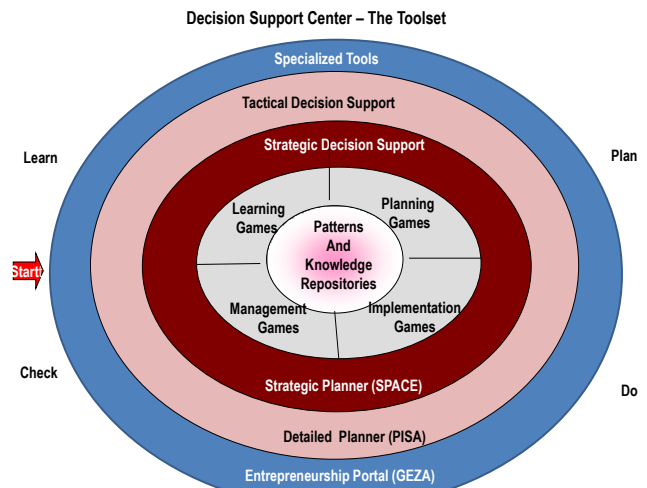 Decision Support Center – The Toolset
Specialized Tools
Tactical Decision Support
Strategic Decision Support
Learn
Plan
Learning
Games
Planning
Games
Patterns
And
Knowledge
Repositories
Start!
Management
Games
Implementation
Games
Check
Do
Strategic Planner (SPACE)
Detailed Planner (PISA)
Entrepreneurship Portal (GEZA)